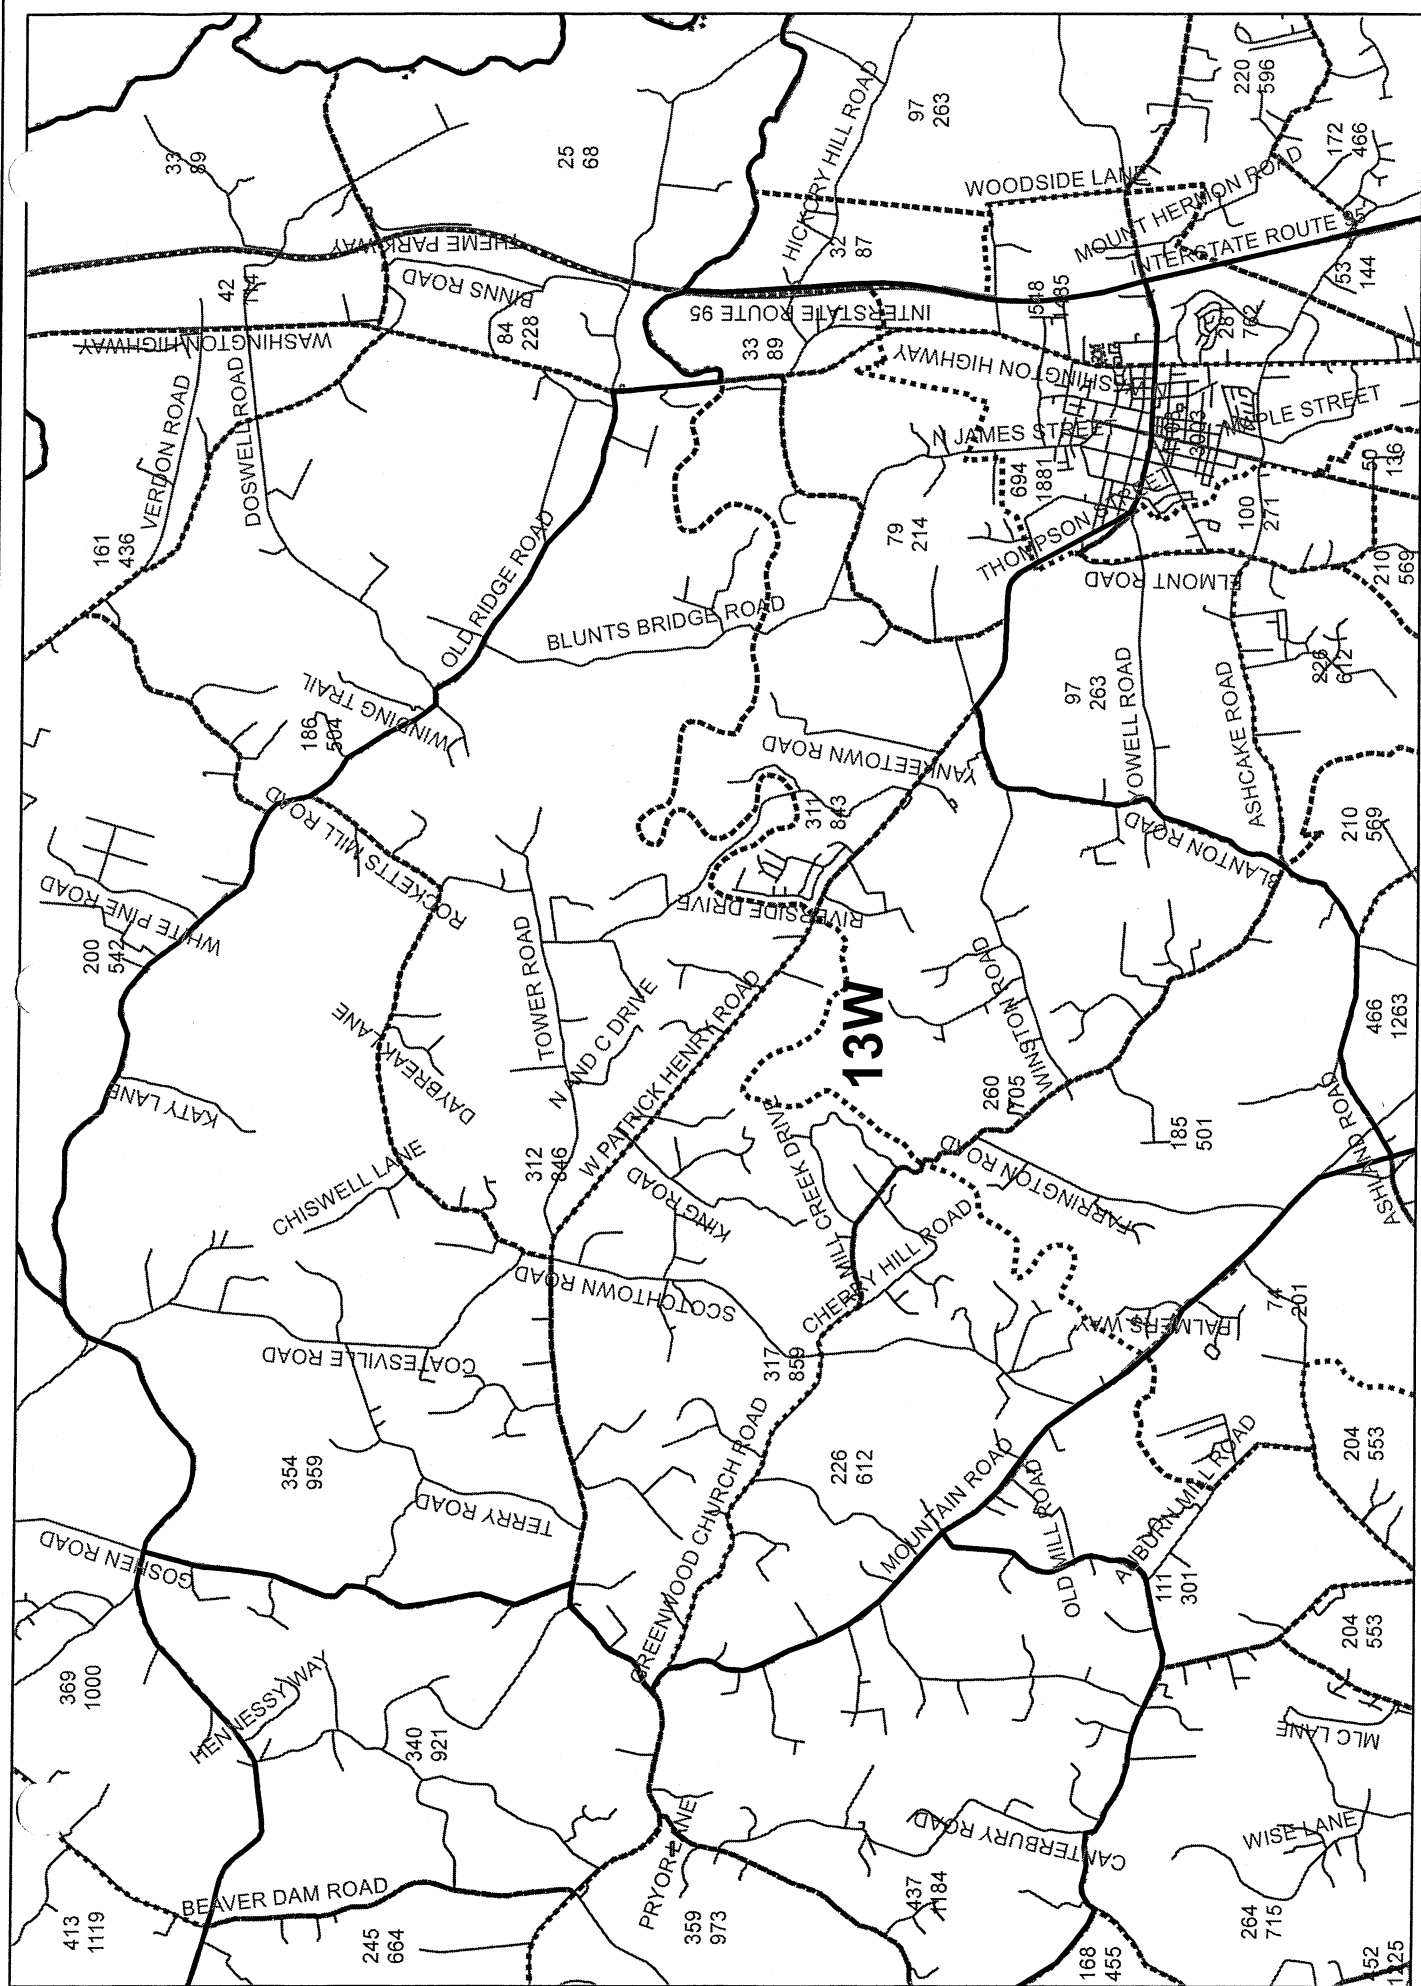 33
89
25
68
97
263
220
596
172
466
HICKORY HILL ROAD
WOODSIDE LANE
MOUNT HERMON ROAD
INTERSTATE ROUTE 95
THEME PARKWAY
42
114
BINNS ROAD
84
228
32
87
INTERSTATE ROUTE 95
33
89
548
1485
53
144
281
762
WASHINGTON HIGHWAY
WASHINGTON HIGHWAY
VERDON ROAD
DOSWELL ROAD
161
436
OLD RIDGE ROAD
BLUNTS BRIDGE ROAD
N JAMES STREET
MAPLE STREET
3003
694
1881
79
214
THOMPSON STREET
100
271
50
136
ELMONT ROAD
210
569
WINDING TRAIL
186
504
226
612
97
263
YOWELL ROAD
ASHCAKE ROAD
YANKEETOWN ROAD
311
843
210
569
BLANTON ROAD
ROCKETTS MILL ROAD
WHITE PINE ROAD
200
542
RIVERSIDE DRIVE
TOWER ROAD
N AND C DRIVE
W PATRICK HENRY ROAD
WINSTON ROAD
13W
466
1263
DAYBREAK LANE
KATY LANE
260
705
185
501
ASHLAND ROAD
CHISWELL LANE
312
846
KING ROAD
MILL CREEK DRIVE
FARRINGTON ROAD
CHERRY HILL ROAD
SCOTCHTOWN ROAD
74
201
PALMERS WAY
COATESVILLE ROAD
317
859
354
959
TERRY ROAD
GREENWOOD CHURCH ROAD
226
612
MOUNTAIN ROAD
OLD MILL ROAD
AUBURN MILL ROAD
204
553
GOSHEN ROAD
111
301
204
553
369
1000
HENNESSY WAY
340
921
MLC LANE
PRYOR LANE
CANTERBURY ROAD
WISE LANE
BEAVER DAM ROAD
413
1119
245
664
359
973
437
1184
264
715
168
455